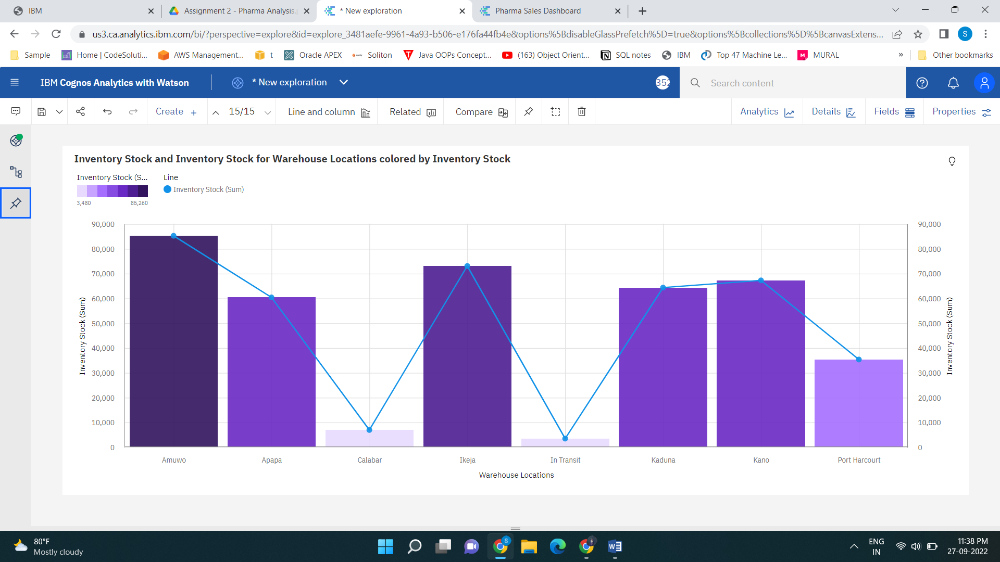 IBM
Assignment 2 - Pharma Analysis.
* New exploration
Pharma Sales Dashboard
us3.ca.analytics.ibm.com/bi/?perspective=explore&id=explore_3481aefe-9961-4a93-b506-e176fa44fb4e&options%5BdisableGlassPrefetch%5D=true&options%5Bcollections%5D%5BcanvasExtens...
S
Sample
Home | CodeSoluti...
AWS Management...
t
Oracle APEX
Soliton
Java OOPs Concept...
(163) Object Orient...
SQL notes
IBM
Top 47 Machine Le...
MURAL
»
Other bookmarks
IBM Cognos Analytics with Watson
* New exploration
352
Search content
Create +
15/15
Line and column
Related
Compare
Analytics
Details
Fields
Properties
Inventory Stock and Inventory Stock for Warehouse Locations colored by Inventory Stock
Inventory Stock (S...
3,480 85,260
Line
Inventory Stock (Sum)
Inventory Stock (Sum)
90,000
80,000
70,000
60,000
50,000
40,000
30,000
20,000
10,000
0
90,000
80,000
70,000
60,000
50,000
40,000
30,000
20,000
10,000
0
Inventory Stock (Sum)
Amuwo Apapa Calabar Ikeja In Transit Kaduna Kano Port Harcourt
Warehouse Locations
80°F
Mostly cloudy
S
W
ENG
IN
11:38 PM
27-09-2022